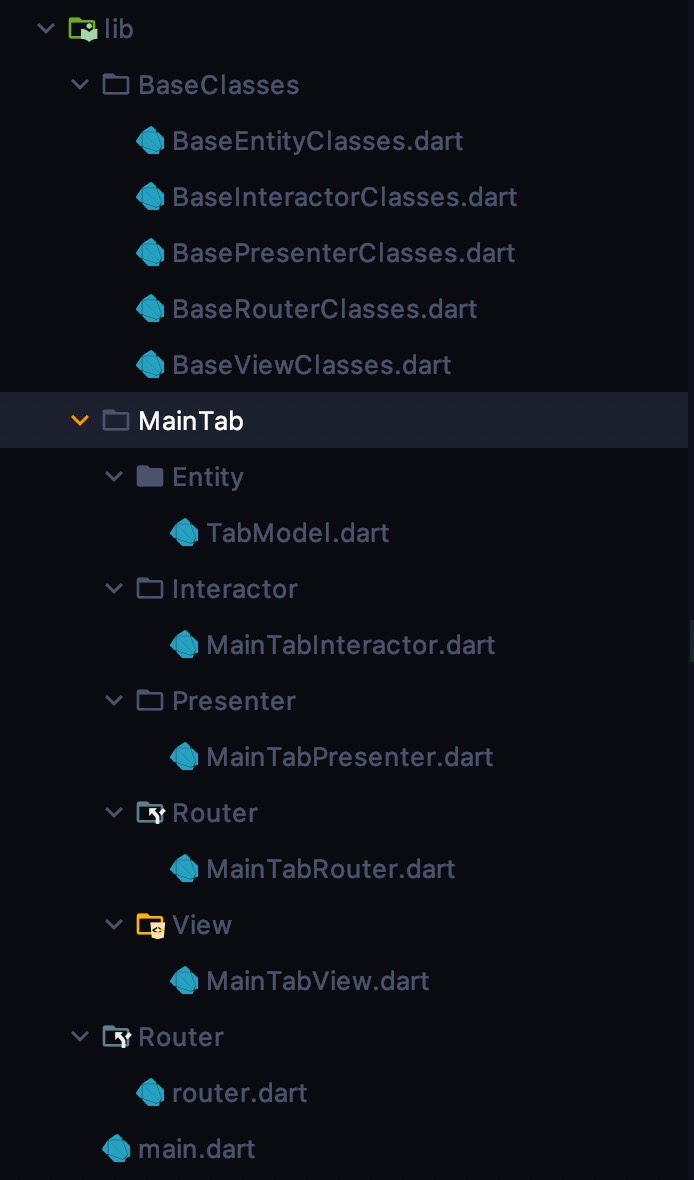 lib
BaseClasses
BaseEntityClasses.dart
BaseInteractorClasses.dart
BasePresenterClasses.dart
BaseRouterClasses.dart
BaseViewClasses.dart
MainTab
Entity
TabModel.dart
Interactor
MainTabInteractor.dart
Presenter
MainTabPresenter.dart
Router
MainTabRouter.dart
View
MainTabView.dart
Router
router.dart
main.dart